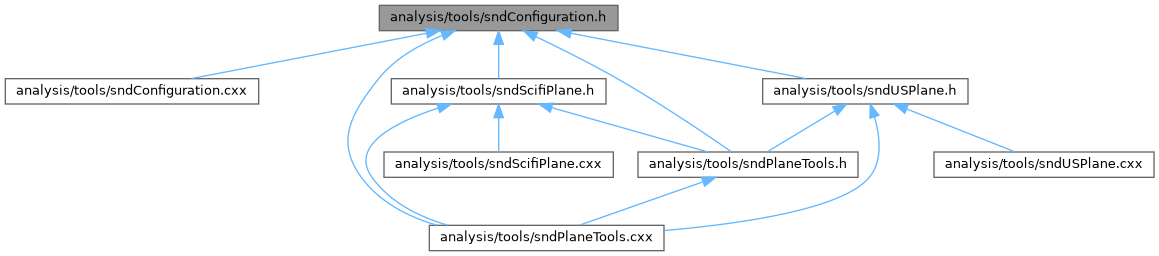 analysis/tools/sndConfiguration.h
analysis/tools/sndConfiguration.cxx
analysis/tools/sndScifiPlane.h
analysis/tools/sndUSPlane.h
analysis/tools/sndScifiPlane.cxx
analysis/tools/sndPlaneTools.h
analysis/tools/sndUSPlane.cxx
analysis/tools/sndPlaneTools.cxx